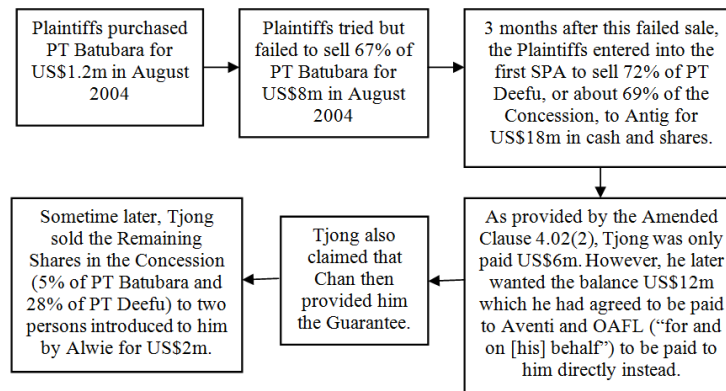 Plaintiffs purchased
PT Batubara for
US$1.2m in August
2004
Plaintiffs tried but
failed to sell 67% of
PT Batubara for
US$8m in August
2004
3 months after this failed sale,
the Plaintiffs entered into the
first SPA to sell 72% of PT
Deefu, or about 69% of the
Concession, to Antig for
US$18m in cash and shares.
As provided by the Amended
Clause 4.02(2), Tjong was only
paid US$6m. However, he later
wanted the balance US$12m
which he had agreed to be paid
to Aventi and OAFL (“for and
on [his] behalf”) to be paid to
him directly instead.
Tjong also
claimed that
Chan then
provided him
the Guarantee.
Sometime later, Tjong
sold the Remaining
Shares in the Concession
(5% of PT Batubara and
28% of PT Deefu) to two
persons introduced to him
by Alwie for US$2m.